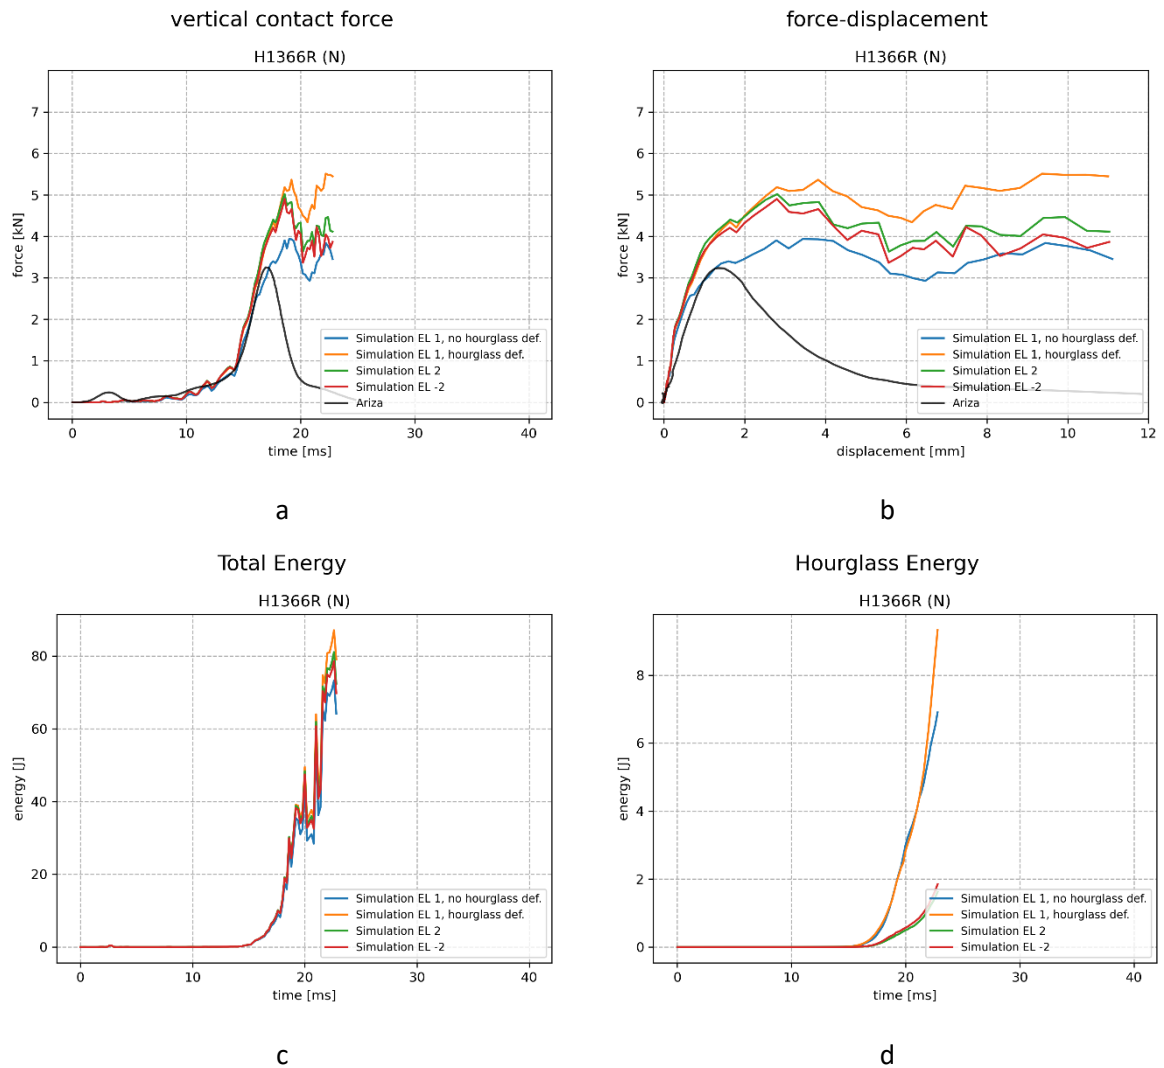 vertical contact force
H1366R (N)
force [kN]
7
6
5
4
3
2
1
0
Simulation EL 1, no hourglass def.
Simulation EL 1, hourglass def.
Simulation EL 2
Simulation EL -2
Ariza
0 10 20 30 40
time [ms]
a
force-displacement
H1366R (N)
force [kN]
7
6
5
4
3
2
1
0
Simulation EL 1, no hourglass def.
Simulation EL 1, hourglass def.
Simulation EL 2
Simulation EL -2
Ariza
0 2 4 6 8 10 12
displacement [mm]
b
Total Energy
H1366R (N)
energy [J]
80
60
40
20
0
Simulation EL 1, no hourglass def.
Simulation EL 1, hourglass def.
Simulation EL 2
Simulation EL -2
0 10 20 30 40
time [ms]
c
Hourglass Energy
H1366R (N)
energy [J]
8
6
4
2
0
Simulation EL 1, no hourglass def.
Simulation EL 1, hourglass def.
Simulation EL 2
Simulation EL -2
0 10 20 30 40
time [ms]
d